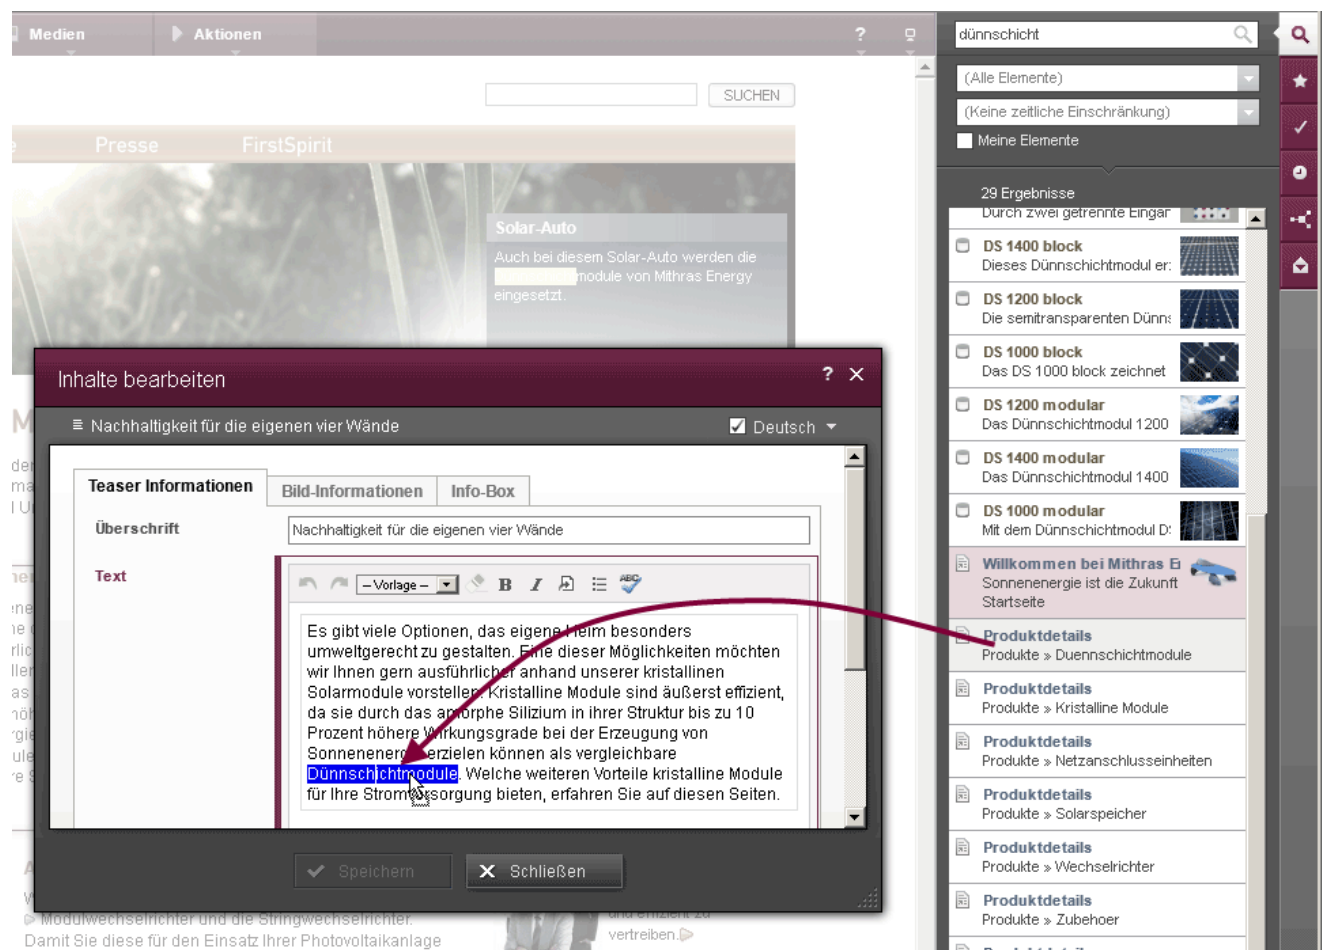 Medien
Aktionen
?
dünnschicht
(Alle Elemente)
(Keine zeitliche Einschränkung)
Meine Elemente
SUCHEN
Presse
FirstSpirit
Solar-Auto
Auch bei diesem Solar-Auto werden die
module von Mithras Energy
eingesetzt.
29 Ergebnisse
Durch zwei getrennte Eingar
DS 1400 block
Dieses Dünnschichtmodul er:
DS 1200 block
Die semitransparenten Dünns
DS 1000 block
Das DS 1000 block zeichnet
DS 1200 modular
Das Dünnschichtmodul 1200
DS 1400 modular
Das Dünnschichtmodul 1400
DS 1000 modular
Mit dem Dünnschichtmodul D
Willkommen bei Mithras E
Sonnenenergie ist die Zukunft
Startseite
Produktdetails
Produkte » Duennschichtmodule
Produktdetails
Produkte » Kristalline Module
Produktdetails
Produkte » Netzanschlusseinheiten
Produktdetails
Produkte » Solarspeicher
Produktdetails
Produkte » Wechselrichter
Produktdetails
Produkte » Zubehoer
Inhalte bearbeiten
?
Nachhaltigkeit für die eigenen vier Wände
Deutsch
Teaser Informationen
Bild-Informationen
Info-Box
Überschrift
Nachhaltigkeit für die eigenen vier Wände
Text
– Vorlage –
B
I
ABC
Es gibt viele Optionen, das eigene Heim besonders
umweltgerecht zu gestalten. Eine dieser Möglichkeiten möchten
wir Ihnen gern ausführlicher anhand unserer kristallinen
Solarmodule vorstellen. Kristalline Module sind äußerst effizient,
da sie durch das amorphe Silizium in ihrer Struktur bis zu 10
Prozent höhere Wirkungsgrade bei der Erzeugung von
Sonnenenergie erzielen können als vergleichbare
Dünnschichtmodule. Welche weiteren Vorteile kristalline Module
für Ihre Stromversorgung bieten, erfahren Sie auf diesen Seiten.
Speichern
Schließen
Modulwechselrichter und die Stringwechselrichter.
Damit Sie diese für den Einsatz Ihrer Photovoltaikanlage
und effizient zu
vertreiben.